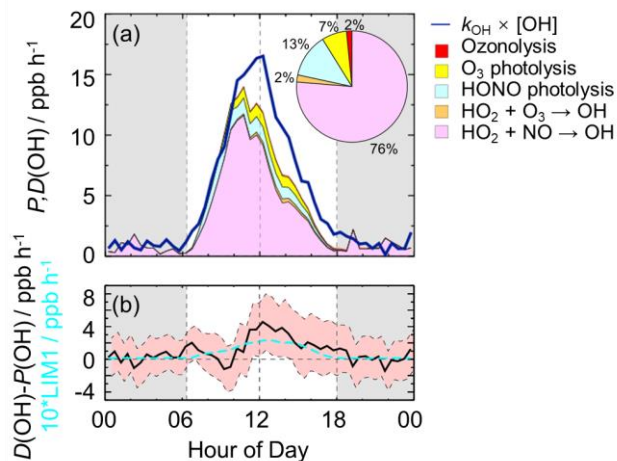 (a)
P,D(OH) / ppb h⁻¹
20
15
10
5
0
7%
2%
13%
2%
76%
k_OH × [OH]
Ozonolysis
O₃ photolysis
HONO photolysis
HO₂ + O₃ → OH
HO₂ + NO → OH
(b)
D(OH)-P(OH) / ppb h⁻¹
10*LIM1 / ppb h⁻¹
8
4
0
-4
00 06 12 18 00
Hour of Day